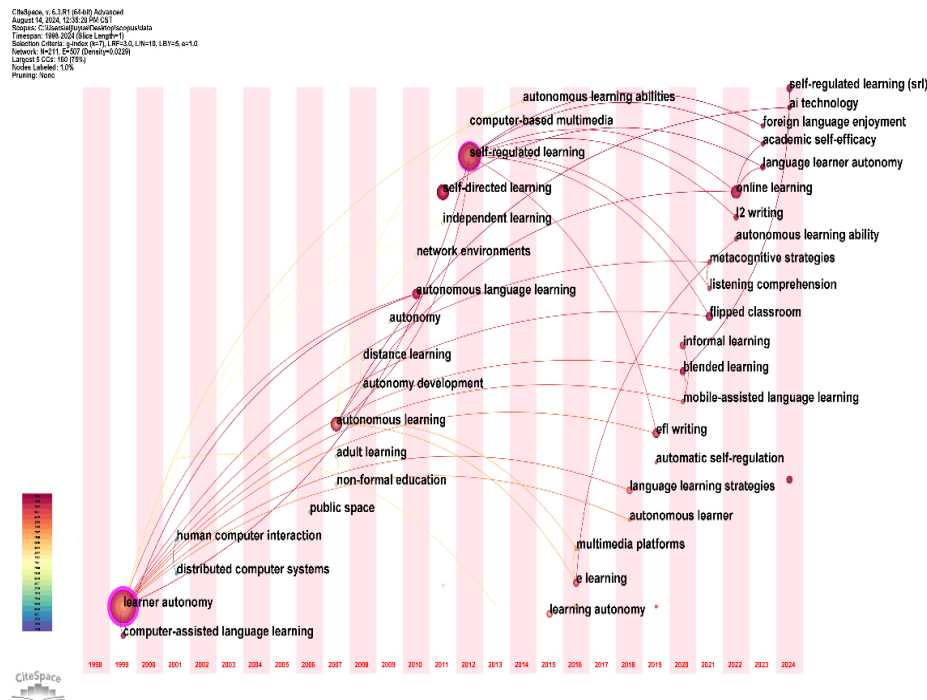 CiteSpace, v. 6.3.R1 (64-bit) Advanced
August 14, 2024, 12:35:28 PM CST
Timespan: 1998-2024 (Slice Length=1)
Selection Criteria: g-index (k=7), LRF=3.0, L/N=10, LBY=5, e=1.0
Network: N=211, E=507 (Density=0.0229)
Largest 5 CCs: 160 (75%)
Nodes Labeled: 1.0%
Pruning: None
self-regulated learning (srl)
autonomous learning abilities
ai technology
computer-based multimedia
foreign language enjoyment
academic self-efficacy
self-regulated learning
language learner autonomy
self-directed learning
online learning
independent learning
l2 writing
autonomous learning ability
network environments
metacognitive strategies
listening comprehension
autonomous language learning
flipped classroom
autonomy
informal learning
distance learning
blended learning
autonomy development
mobile-assisted language learning
autonomous learning
efl writing
adult learning
automatic self-regulation
non-formal education
language learning strategies
public space
autonomous learner
human computer interaction
multimedia platforms
distributed computer systems
e learning
learner autonomy
learning autonomy
computer-assisted language learning
1998 1999 2000 2001 2002 2003 2004 2005 2006 2007 2008 2009 2010 2011 2012 2013 2014 2015 2016 2017 2018 2019 2020 2021 2022 2023 2024
CiteSpace